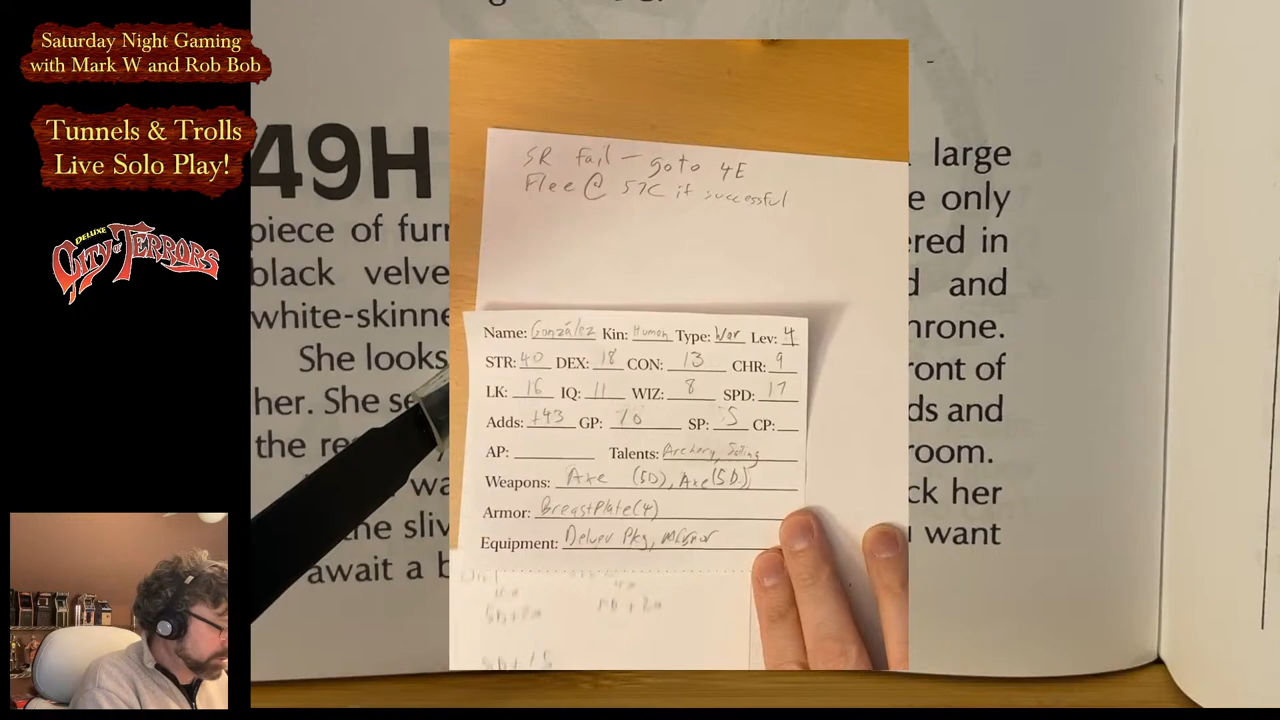 Saturday Night Gaming
with Mark W and Rob Bob
Tunnels & Trolls
Live Solo Play!
DELUXE
CITY OF TERRORS
49H
large
piece of furn
e only
black velve
ered in
white-skinne
d and
hrone.
She looks
ront of
her. She se
ds and
the re
room.
wa
ck her
he sliv
want
await a b
SR fail — goto 4E
Flee @ 57C if successful
Name: González Kin: Human Type: War Lev: 4
STR: 40 DEX: 18 CON: 13 CHR: 9
LK: 16 IQ: 11 WIZ: 8 SPD: 17
Adds: +43 GP: 70 SP: 5 CP:
AP: Talents: Archery,
Weapons: Axe (5D), Axe (5D)
Armor: BreastPlate (4)
Equipment: Delver Pkg, mirror